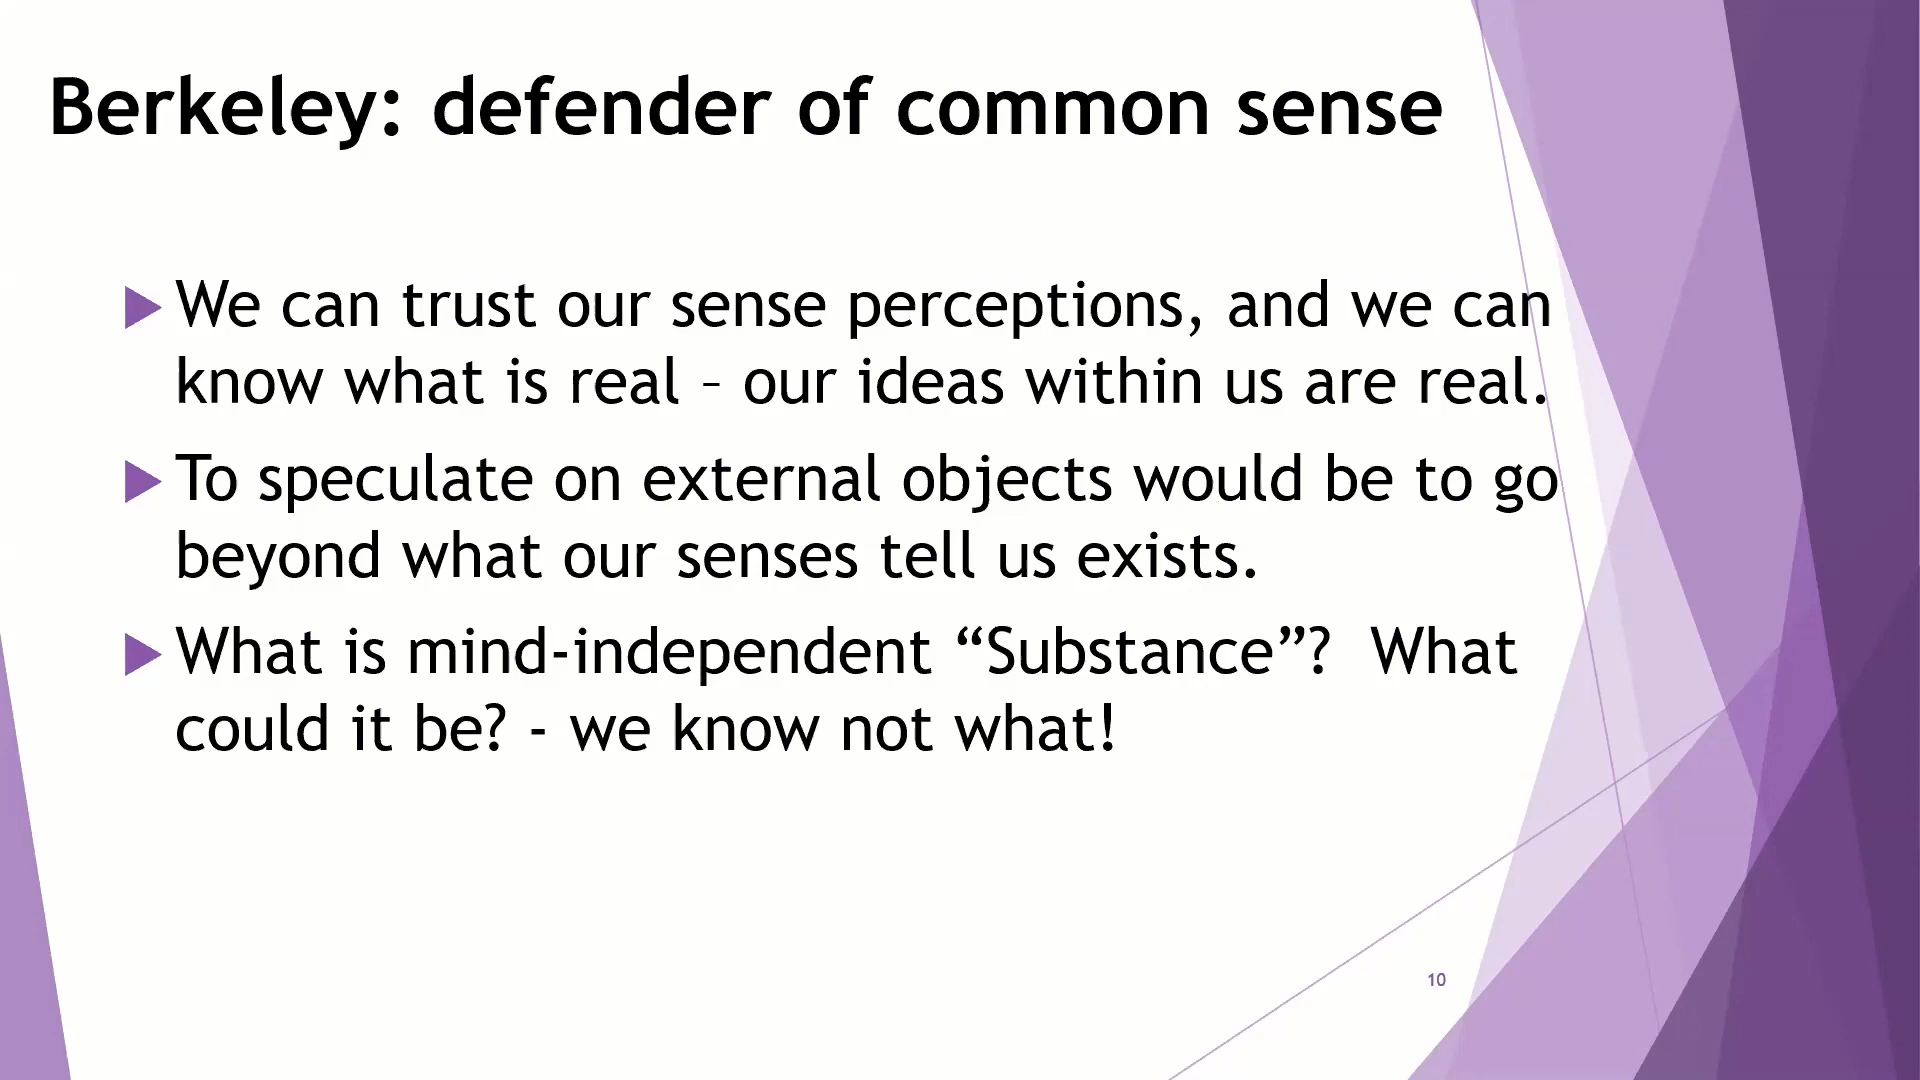 Berkeley: defender of common sense
We can trust our sense perceptions, and we can
know what is real – our ideas within us are real.
To speculate on external objects would be to go
beyond what our senses tell us exists.
What is mind-independent “Substance”?  What
could it be? - we know not what!
10